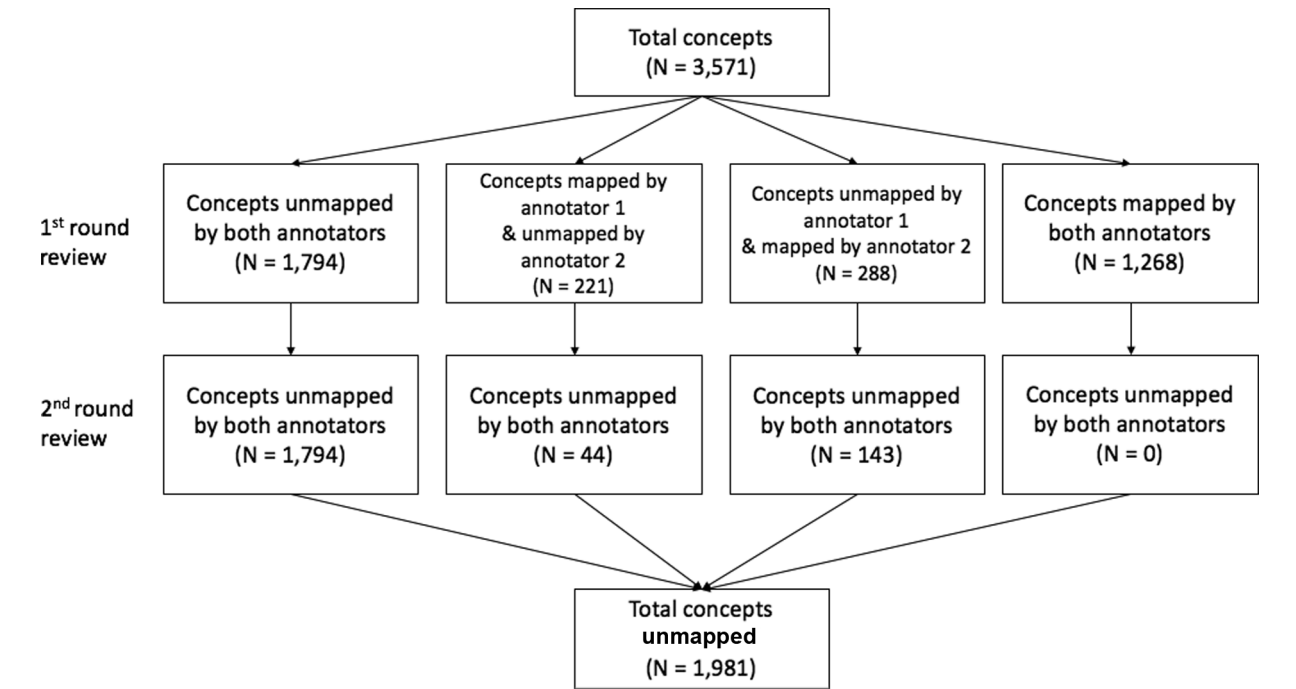 Total concepts
(N = 3,571)
1st round
review
Concepts unmapped
by both annotators
(N = 1,794)
Concepts mapped by
annotator 1
& unmapped by
annotator 2
(N = 221)
Concepts unmapped by
annotator 1
& mapped by annotator 2
(N = 288)
Concepts mapped by
both annotators
(N = 1,268)
2nd round
review
Concepts unmapped
by both annotators
(N = 1,794)
Concepts unmapped
by both annotators
(N = 44)
Concepts unmapped
by both annotators
(N = 143)
Concepts unmapped
by both annotators
(N = 0)
Total concepts
unmapped
(N = 1,981)